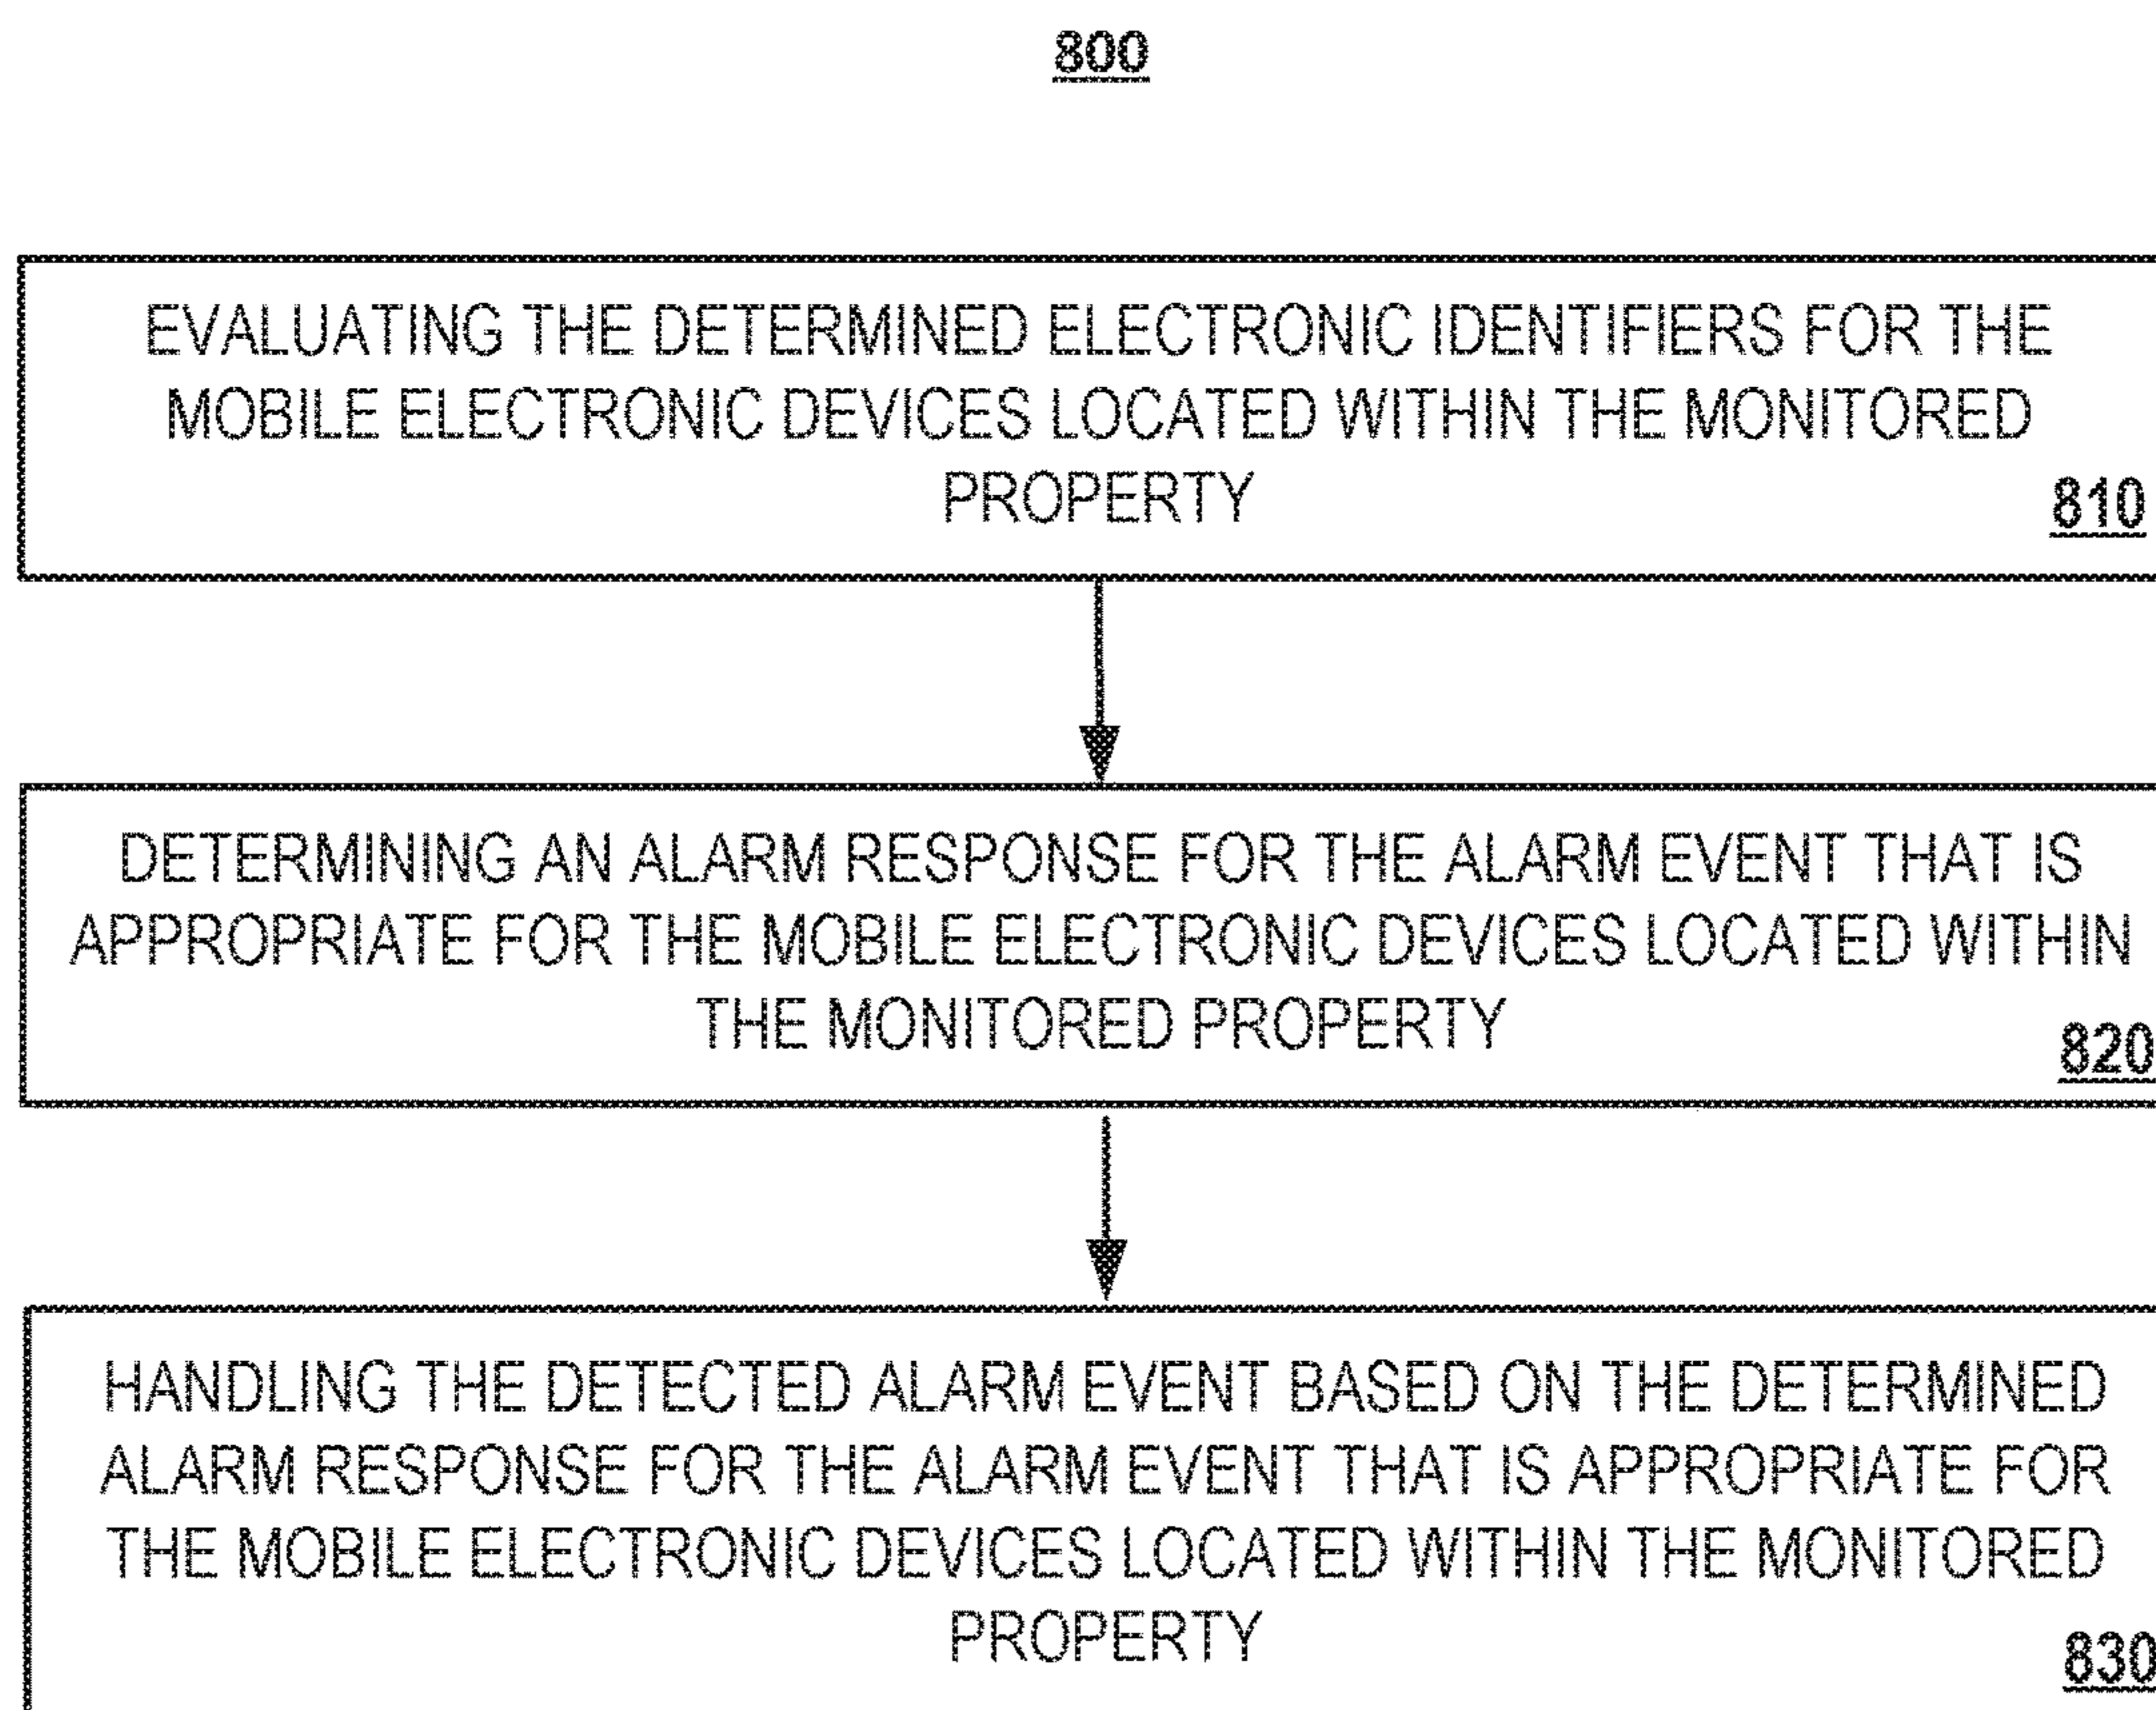 800
EVALUATING THE DETERMINED ELECTRONIC IDENTIFIERS FOR THE
MOBILE ELECTRONIC DEVICES LOCATED WITHIN THE MONITORED
PROPERTY
810
DETERMINING AN ALARM RESPONSE FOR THE ALARM EVENT THAT IS
APPROPRIATE FOR THE MOBILE ELECTRONIC DEVICES LOCATED WITHIN
THE MONITORED PROPERTY
820
HANDLING THE DETECTED ALARM EVENT BASED ON THE DETERMINED
ALARM RESPONSE FOR THE ALARM EVENT THAT IS APPROPRIATE FOR
THE MOBILE ELECTRONIC DEVICES LOCATED WITHIN THE MONITORED
PROPERTY
830